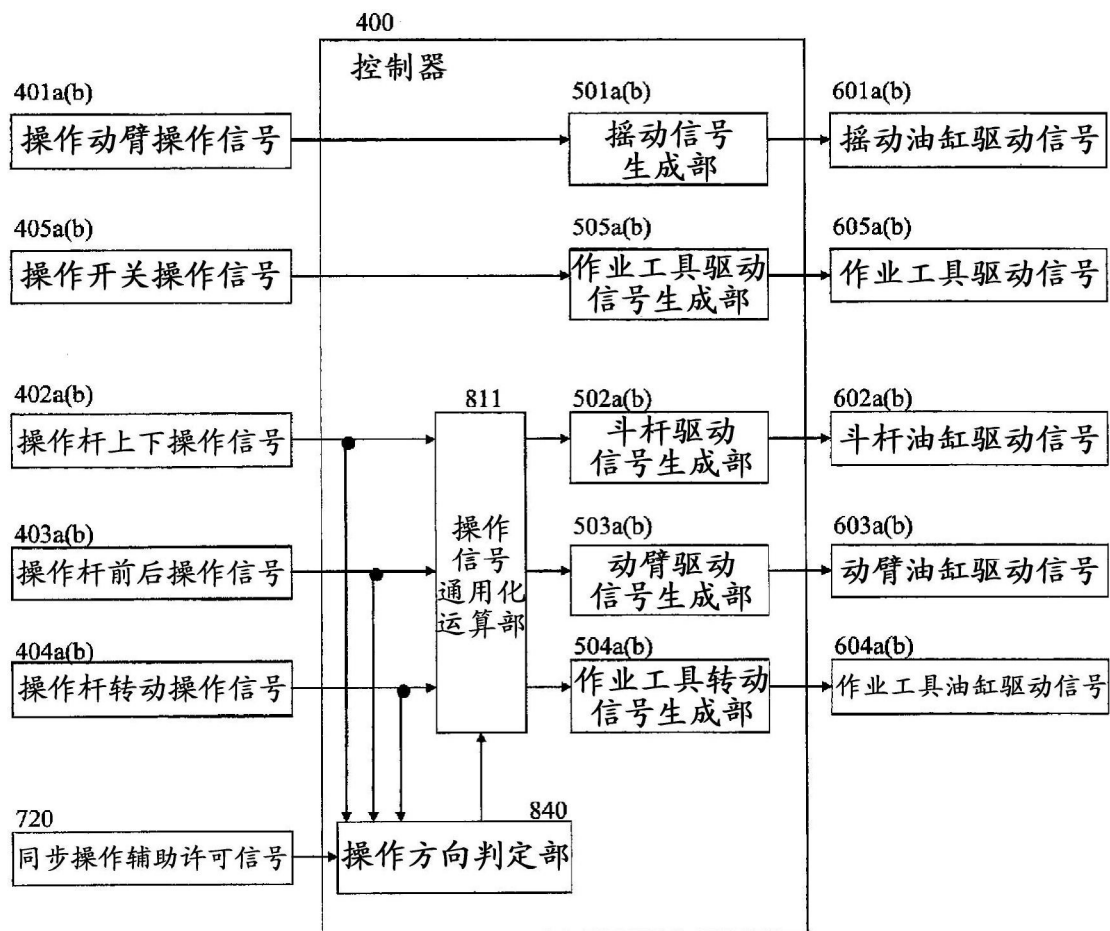 400
控制器
401a(b)
操作动臂操作信号
501a(b)
摇动信号
生成部
601a(b)
摇动油缸驱动信号
405a(b)
操作开关操作信号
505a(b)
作业工具驱动
信号生成部
605a(b)
作业工具驱动信号
402a(b)
操作杆上下操作信号
811
操作
信号
通用化
运算部
502a(b)
斗杆驱动
信号生成部
602a(b)
斗杆油缸驱动信号
403a(b)
操作杆前后操作信号
503a(b)
动臂驱动
信号生成部
603a(b)
动臂油缸驱动信号
404a(b)
操作杆转动操作信号
504a(b)
作业工具转动
信号生成部
604a(b)
作业工具油缸驱动信号
720
同步操作辅助许可信号
840
操作方向判定部